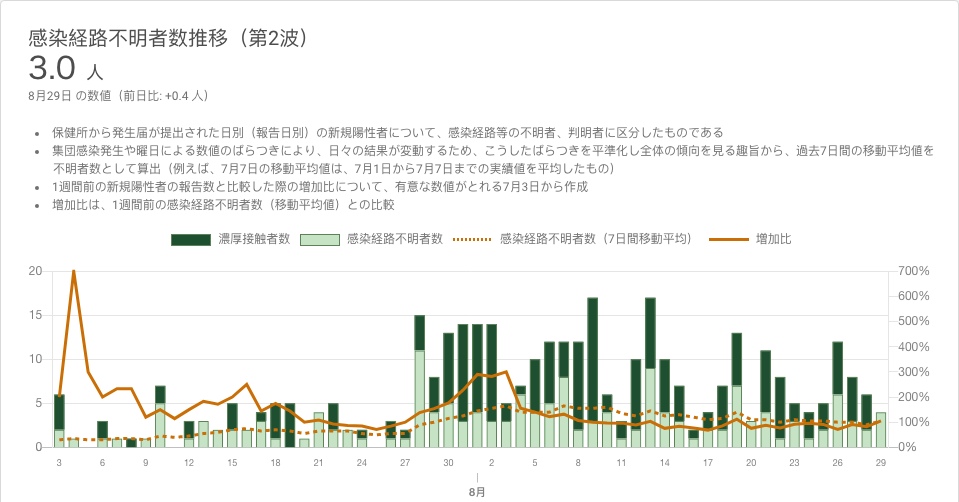 感染経路不明者数推移（第2波）
3.0 人
8月29日 の数値（前日比: +0.4 人）
• 保健所から発生届が提出された日別（報告日別）の新規陽性者について、感染経路等の不明者、判明者に区分したものである
• 集団感染発生や曜日による数値のばらつきにより、日々の結果が変動するため、こうしたばらつきを平準化し全体の傾向を見る趣旨から、過去7日間の移動平均値を
不明者数として算出（例えば、7月7日の移動平均値は、7月1日から7月7日までの実績値を平均したもの）
• 1週間前の新規陽性者の報告数と比較した際の増加比について、有意な数値がとれる7月3日から作成
• 増加比は、1週間前の感染経路不明者数（移動平均値）との比較
濃厚接触者数 感染経路不明者数 感染経路不明者数（7日間移動平均） 増加比
20 700%
600%
15 500%
400%
10 300%
5 200%
100%
0 0%
3 6 9 12 15 18 21 24 27 30 2 5 8 11 14 17 20 23 26 29
8月